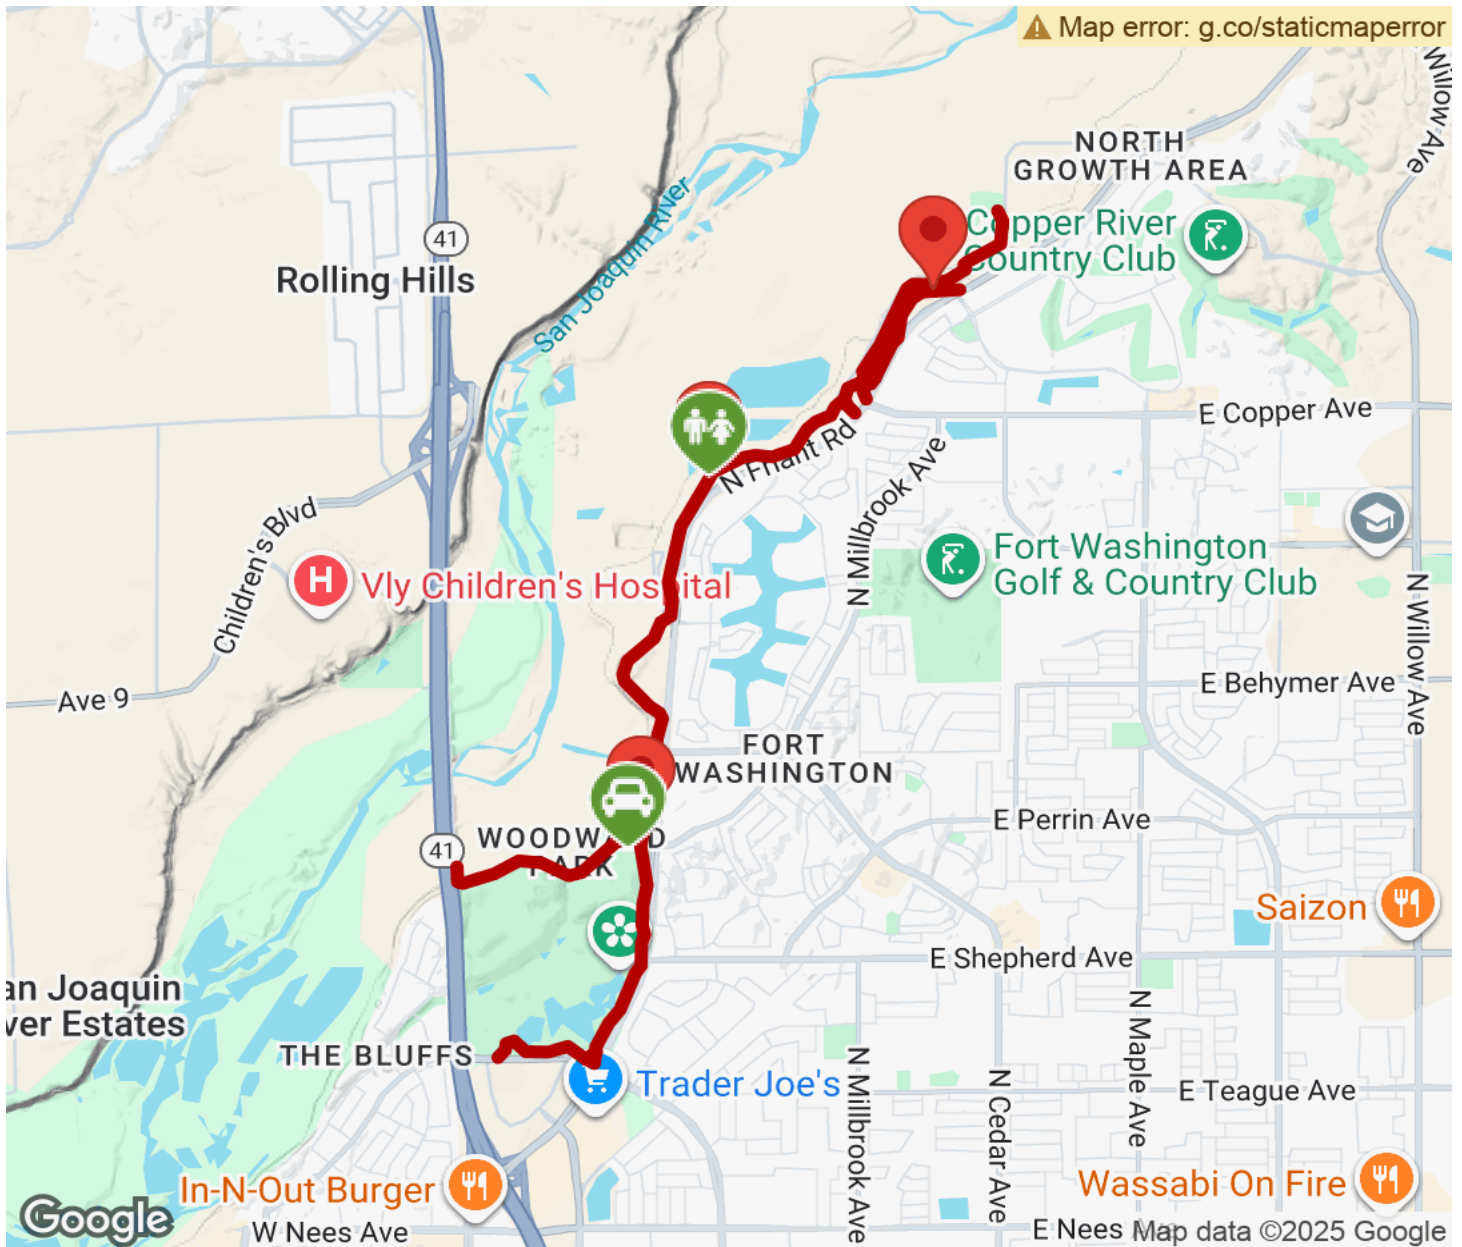 Map error: g.co/staticmaperror
Willow Ave
NORTH
GROWTH AREA
San Joaquin River
41
Copper River
Country Club
Rolling Hills
E Copper Ave
N Friant Rd
N Millbrook Ave
Children's Blvd
Fort Washington
Golf & Country Club
H
Vly Children's Hospital
N Willow Ave
E Behymer Ave
Ave 9
FORT
WASHINGTON
E Perrin Ave
WOODWARD
PARK
41
Saizon
E Shepherd Ave
an Joaquin
ver Estates
N Maple Ave
THE BLUFFS
Trader Joe's
N Millbrook Ave
N Cedar Ave
E Teague Ave
In-N-Out Burger
Wassabi On Fire
Google
W Nees Ave
E Nees
Map data ©2025 Google